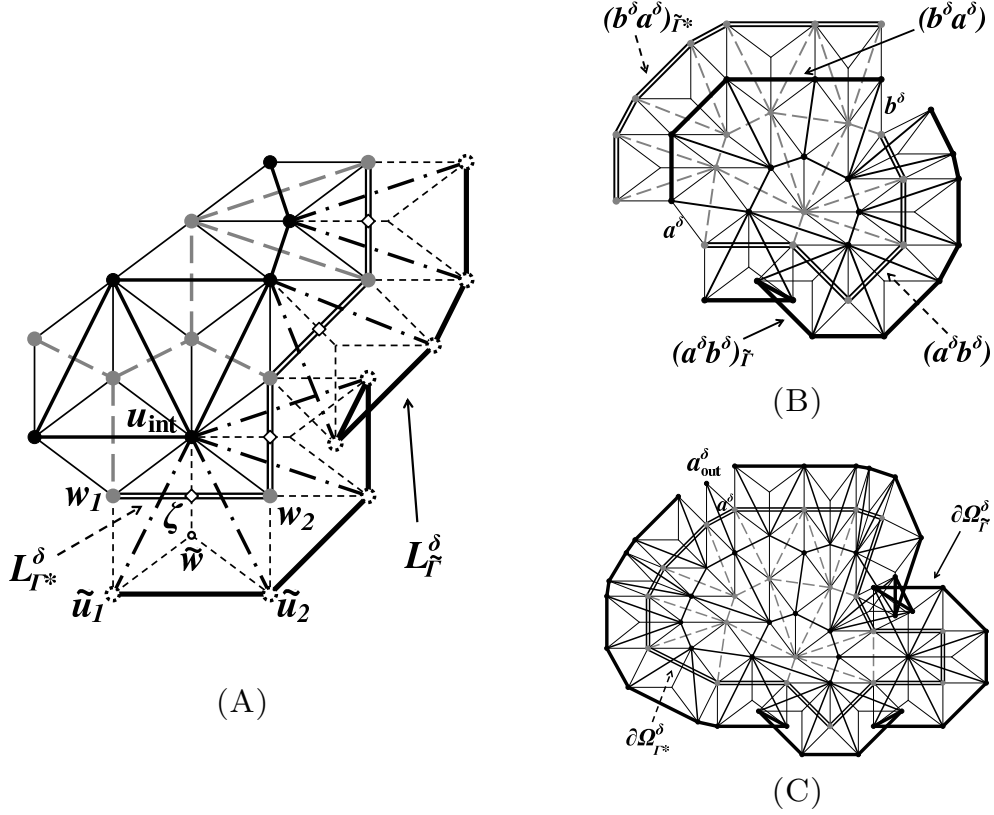 u_int
w_1
ζ
w_2
w̃
L^δ_Γ*
L^δ_Γ̃
ũ_1
ũ_2
(A)
(b^δa^δ)_Γ̃*
(b^δa^δ)
b^δ
a^δ
(a^δb^δ)_Γ̃
(a^δb^δ)
(B)
a^δ_out
a^δ
∂Ω^δ_Γ̃
∂Ω^δ_Γ*
(C)